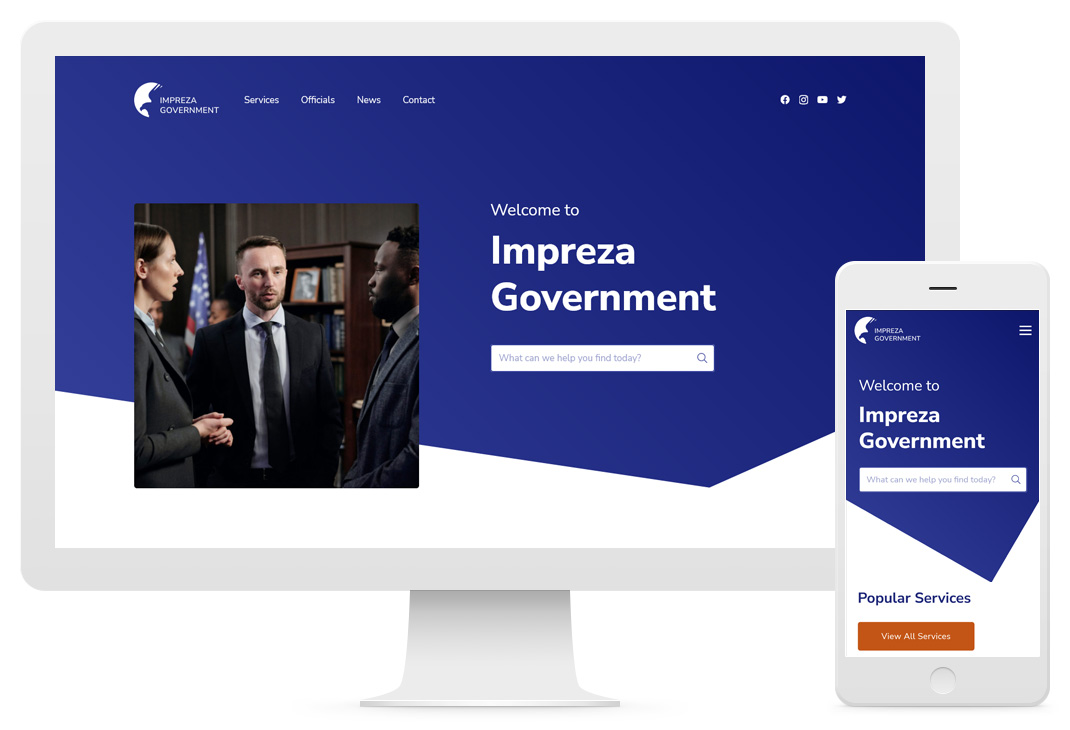 IMPREZA
GOVERNMENT
Services Officials News Contact
Welcome to
Impreza
Government
What can we help you find today?
IMPREZA
GOVERNMENT
Welcome to
Impreza
Government
What can we help you find today?
Popular Services
View All Services